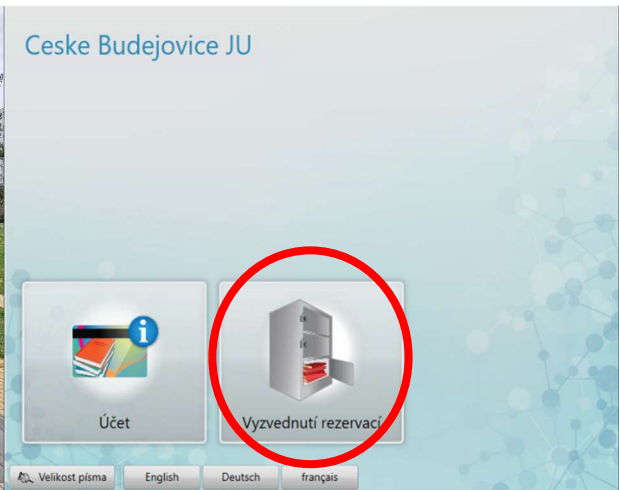 Ceske Budejovice JU
Účet
Vyzvednutí rezervací
Velikost písma
English
Deutsch
français